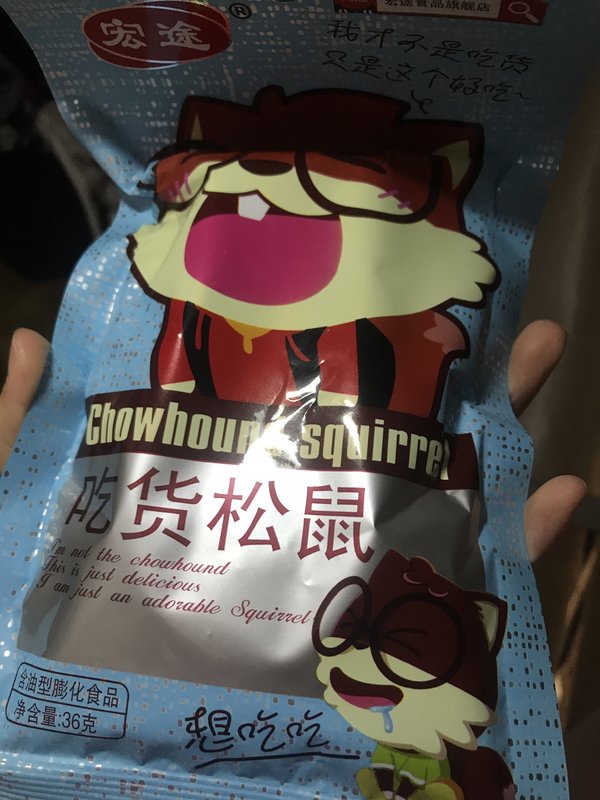 宏途
®
宏途食品旗舰店
我才不是吃货
只是这个好吃~
Chowhound squirrel
吃货松鼠
I'm not the chowhound
This is just delicious
I am just an adorable Squirrel
含油型膨化食品
净含量:36克
想吃吃